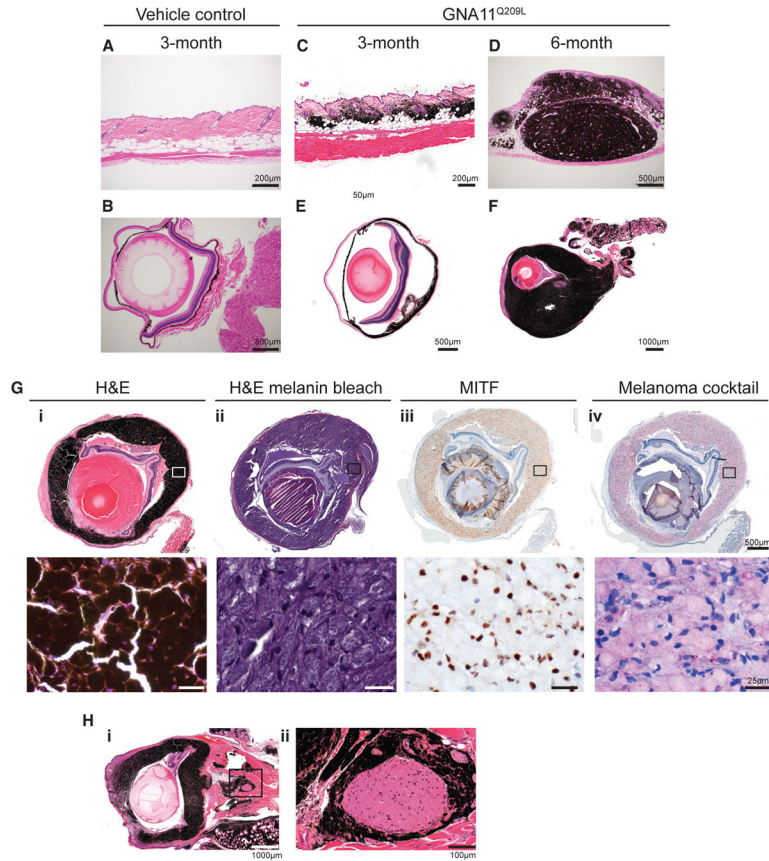 Vehicle control
GNA11Q209L
3-month
3-month
6-month
A
C
D
200µm
200µm
500µm
50µm
B
E
F
500µm
500µm
1000µm
G
H&E
H&E melanin bleach
MITF
Melanoma cocktail
i
ii
iii
iv
500µm
25µm
H
i
ii
1000µm
100µm